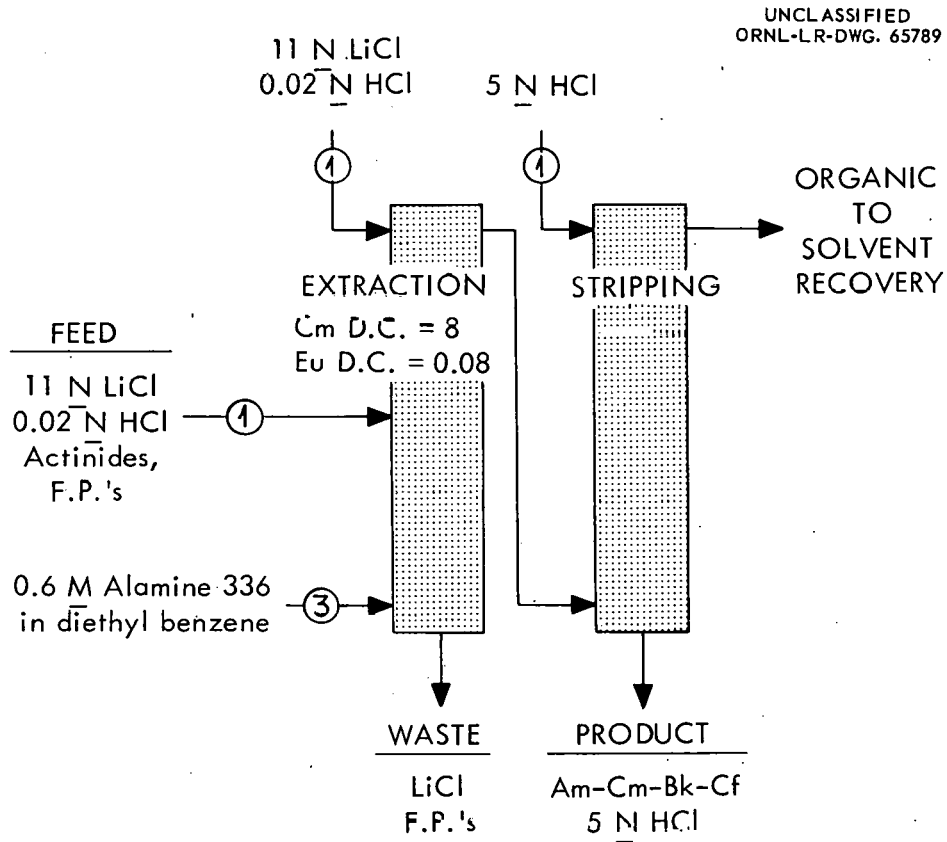 UNCLASSIFIED
ORNL-LR-DWG. 65789
11 N LiCl
0.02 N HCl
5 N HCl
1
1
ORGANIC
TO
SOLVENT
RECOVERY
EXTRACTION
Cm D.C. = 8
Eu D.C. = 0.08
STRIPPING
FEED
11 N LiCl
0.02 N HCl
Actinides,
F.P.'s
1
0.6 M Alamine 336
in diethyl benzene
3
WASTE
LiCl
F.P.'s
PRODUCT
Am-Cm-Bk-Cf
5 N HCl